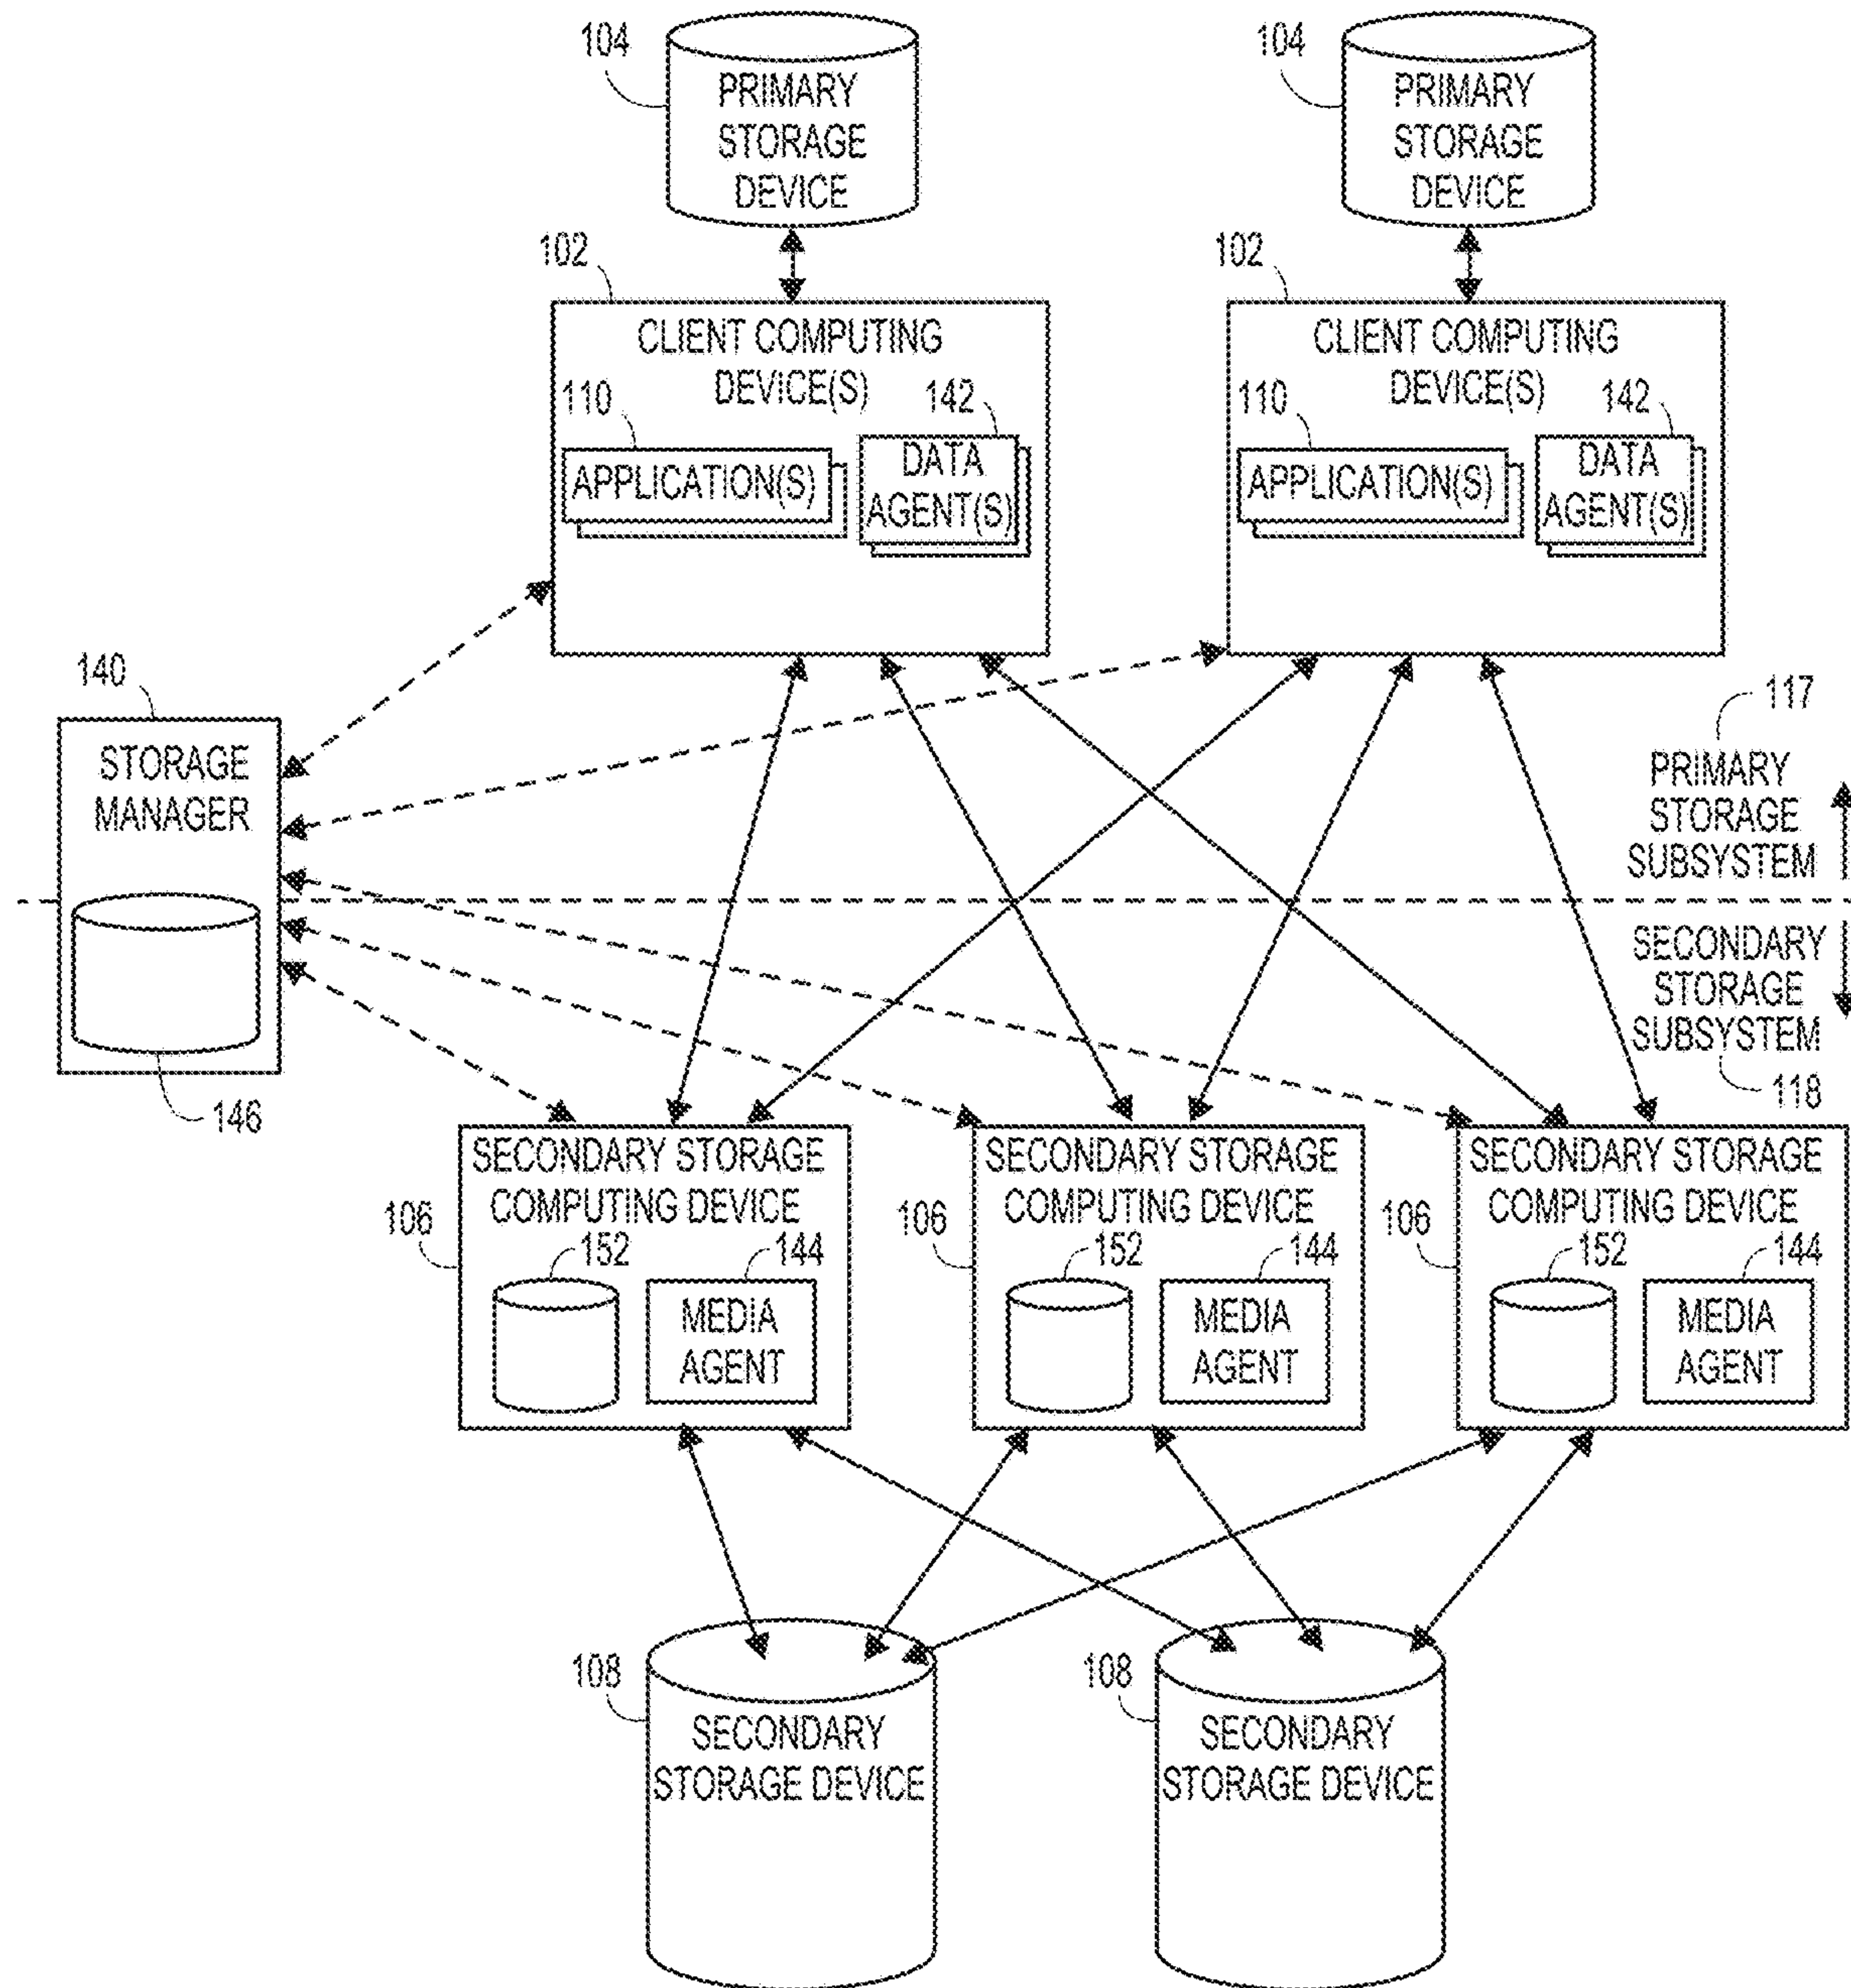 104
PRIMARY
STORAGE
DEVICE
104
PRIMARY
STORAGE
DEVICE
102
CLIENT COMPUTING
DEVICE(S)
110
142
APPLICATION(S)
DATA
AGENT(S)
102
CLIENT COMPUTING
DEVICE(S)
110
142
APPLICATION(S)
DATA
AGENT(S)
140
STORAGE
MANAGER
146
117
PRIMARY
STORAGE
SUBSYSTEM
SECONDARY
STORAGE
SUBSYSTEM
118
SECONDARY STORAGE
COMPUTING DEVICE
106
152
144
MEDIA
AGENT
SECONDARY STORAGE
COMPUTING DEVICE
106
152
144
MEDIA
AGENT
SECONDARY STORAGE
COMPUTING DEVICE
106
152
144
MEDIA
AGENT
108
SECONDARY
STORAGE DEVICE
108
SECONDARY
STORAGE DEVICE